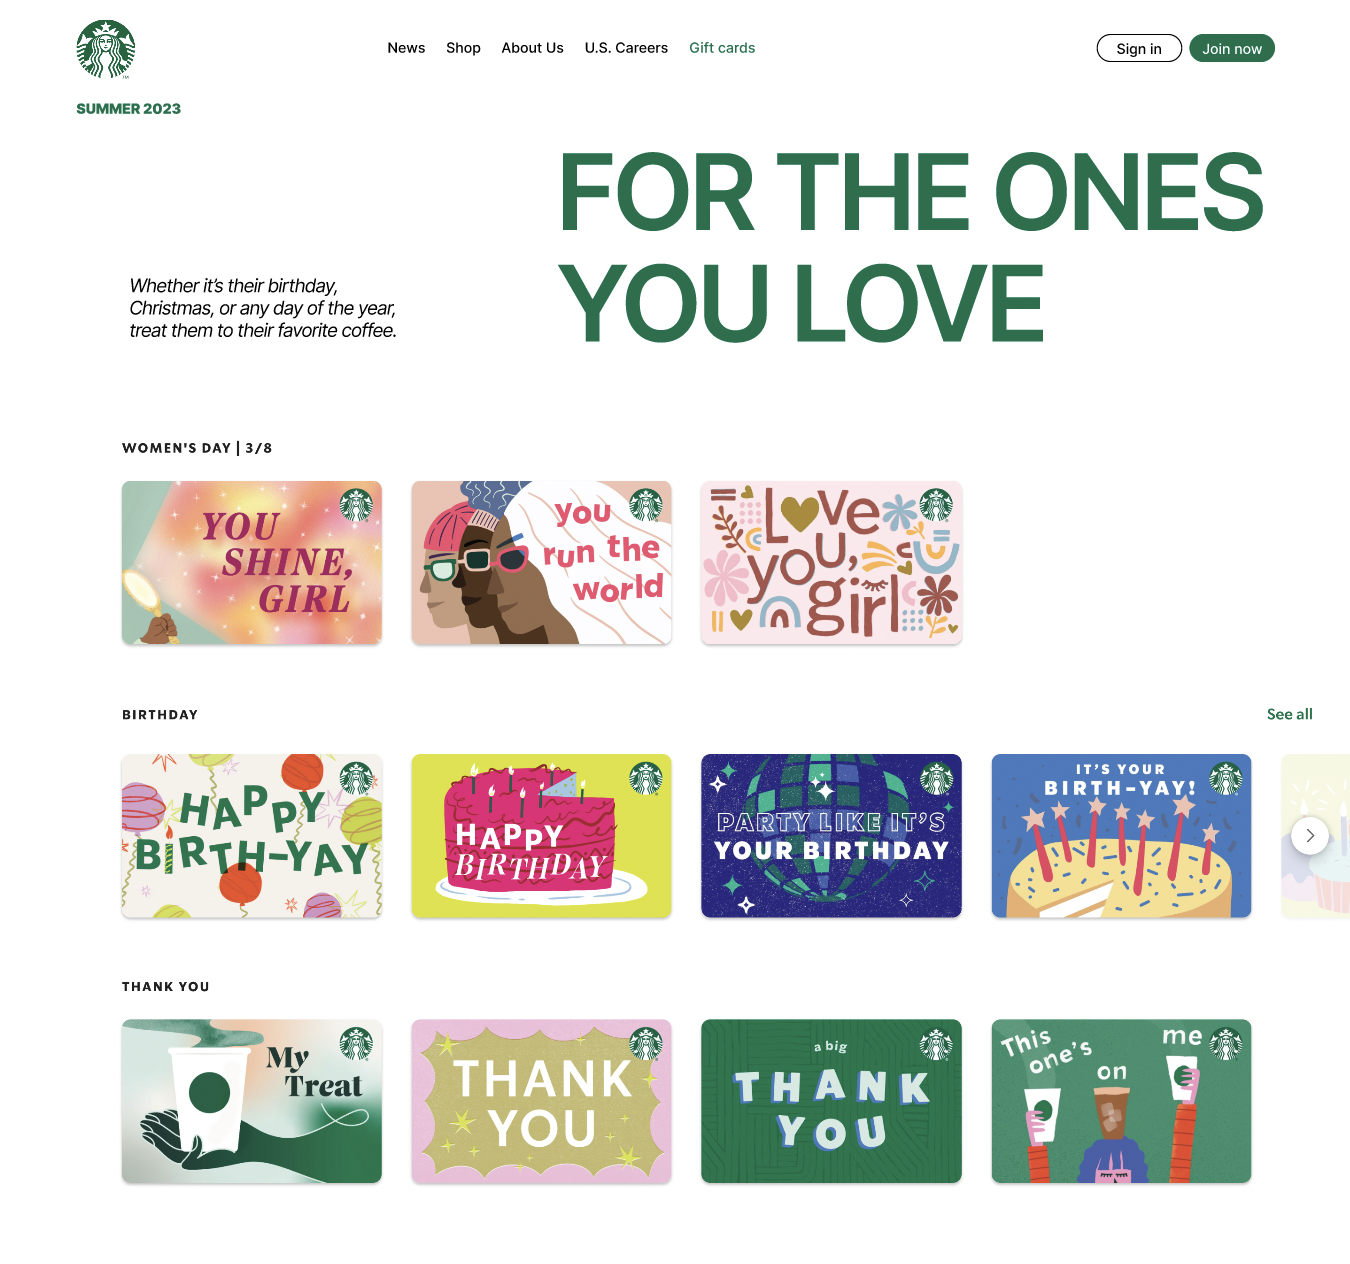 News Shop About Us U.S. Careers Gift cards
Sign in Join now
SUMMER 2023
FOR THE ONES
YOU LOVE
Whether it's their birthday,
Christmas, or any day of the year,
treat them to their favorite coffee.
WOMEN'S DAY | 3/8
YOU
SHINE,
GIRL
you
run the
world
Love
you,
girl
BIRTHDAY
See all
HAPPY
BIRTH-YAY
HAPPY
BIRTHDAY
PARTY LIKE IT'S
YOUR BIRTHDAY
IT'S YOUR
BIRTH-YAY!
THANK YOU
My
Treat
THANK
YOU
a big
THANK
YOU
This
one's
on
me